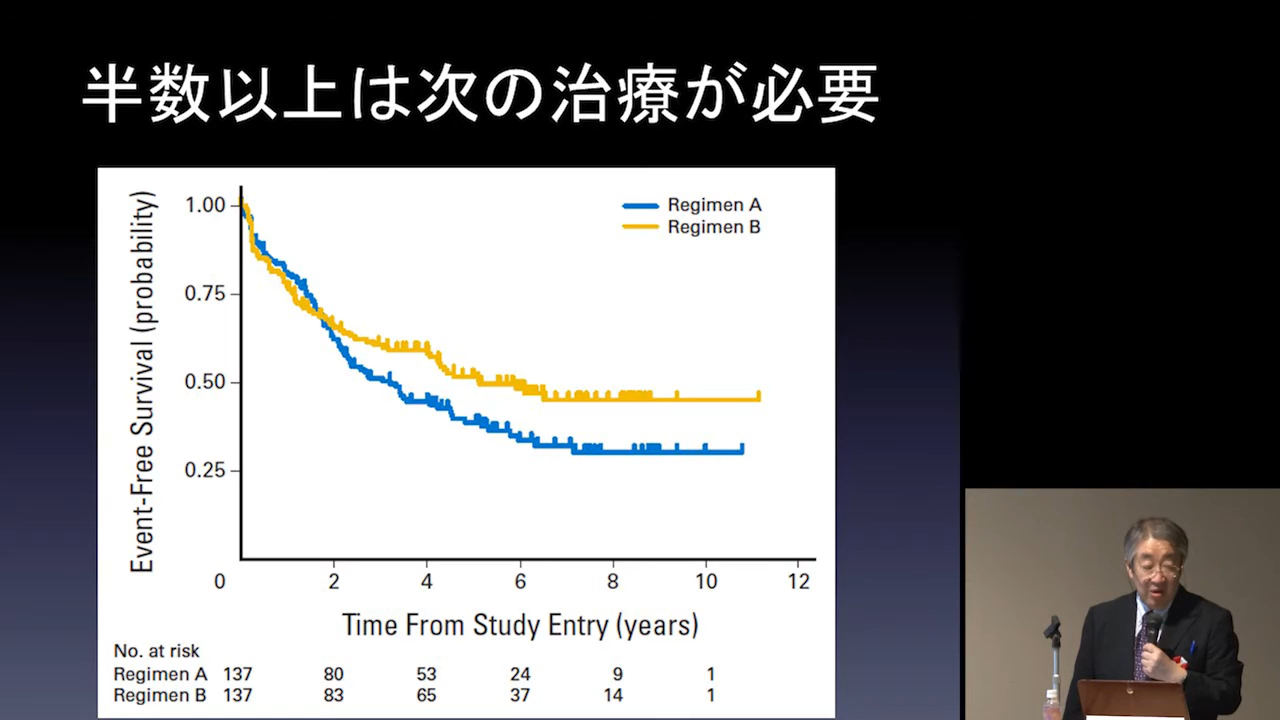 半数以上は次の治療が必要
Event-Free Survival (probability)
1.00
0.75
0.50
0.25
Regimen A
Regimen B
0 2 4 6 8 10 12
Time From Study Entry (years)
No. at risk
Regimen A 137 80 53 24 9 1
Regimen B 137 83 65 37 14 1